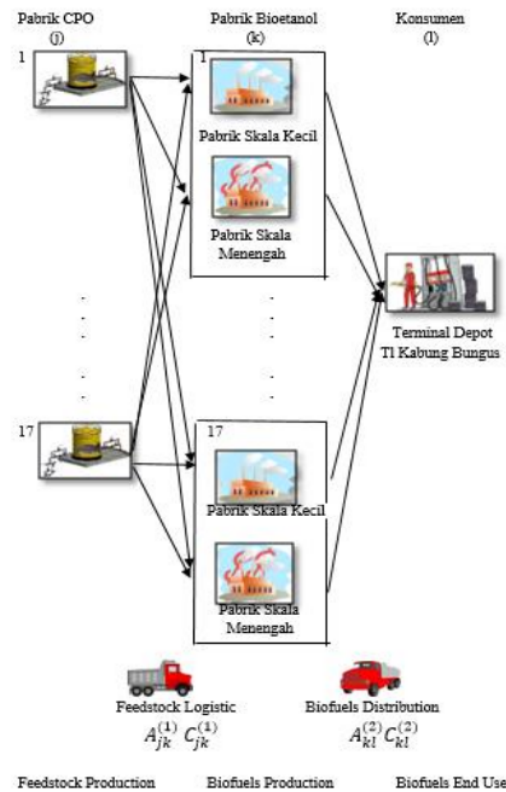 Pabrik CPO
(j)
Pabrik Bioetanol
(k)
Konsumen
(l)
1
1
Pabrik Skala Kecil
Pabrik Skala
Menengah
Terminal Depot
Tl Kabung Bungus
17
17
Pabrik Skala Kecil
Pabrik Skala
Menengah
Feedstock Logistic
Biofuels Distribution
A_{jk}^{(1)} C_{jk}^{(1)}
A_{kl}^{(2)} C_{kl}^{(2)}
Feedstock Production
Biofuels Production
Biofuels End Use